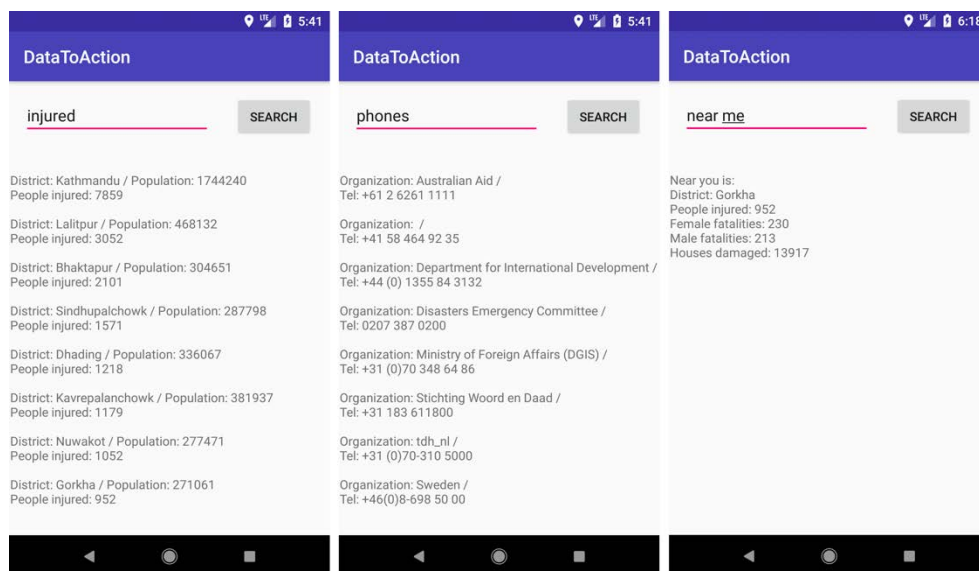 LTE 5:41
DataToAction
injured
SEARCH
District: Kathmandu / Population: 1744240
People injured: 7859
District: Lalitpur / Population: 468132
People injured: 3052
District: Bhaktapur / Population: 304651
People injured: 2101
District: Sindhupalchowk / Population: 287798
People injured: 1571
District: Dhading / Population: 336067
People injured: 1218
District: Kavrepalanchowk / Population: 381937
People injured: 1179
District: Nuwakot / Population: 277471
People injured: 1052
District: Gorkha / Population: 271061
People injured: 952
LTE 5:41
DataToAction
phones
SEARCH
Organization: Australian Aid /
Tel: +61 2 6261 1111
Organization: /
Tel: +41 58 464 92 35
Organization: Department for International Development /
Tel: +44 (0) 1355 84 3132
Organization: Disasters Emergency Committee /
Tel: 0207 387 0200
Organization: Ministry of Foreign Affairs (DGIS) /
Tel: +31 (0)70 348 64 86
Organization: Stichting Woord en Daad /
Tel: +31 183 611800
Organization: tdh_nl /
Tel: +31 (0)70-310 5000
Organization: Sweden /
Tel: +46(0)8-698 50 00
LTE 6:18
DataToAction
near me
SEARCH
Near you is:
District: Gorkha
People injured: 952
Female fatalities: 230
Male fatalities: 213
Houses damaged: 13917